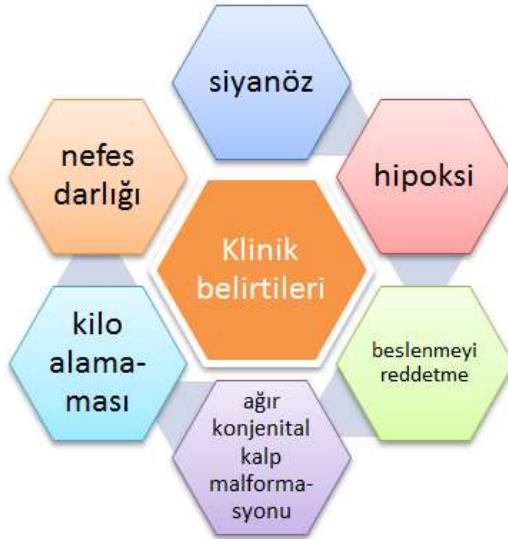 siyanöz
hipoksi
beslenmeyi
reddetme
ağır
konjenital
kalp
malforma-
syonu
kilo
alama-
ması
nefes
darlığı
Klinik
belirtileri